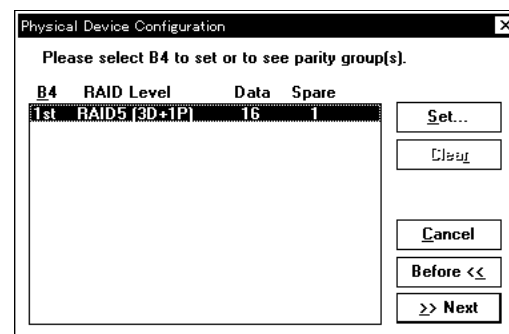 Physical Device Configuration
Please select B4 to set or to see parity group(s).
B4 RAID Level Data Spare
1st RAID5 (3D+1P) 16 1
Set...
Clear
Cancel
Before <<
>> Next